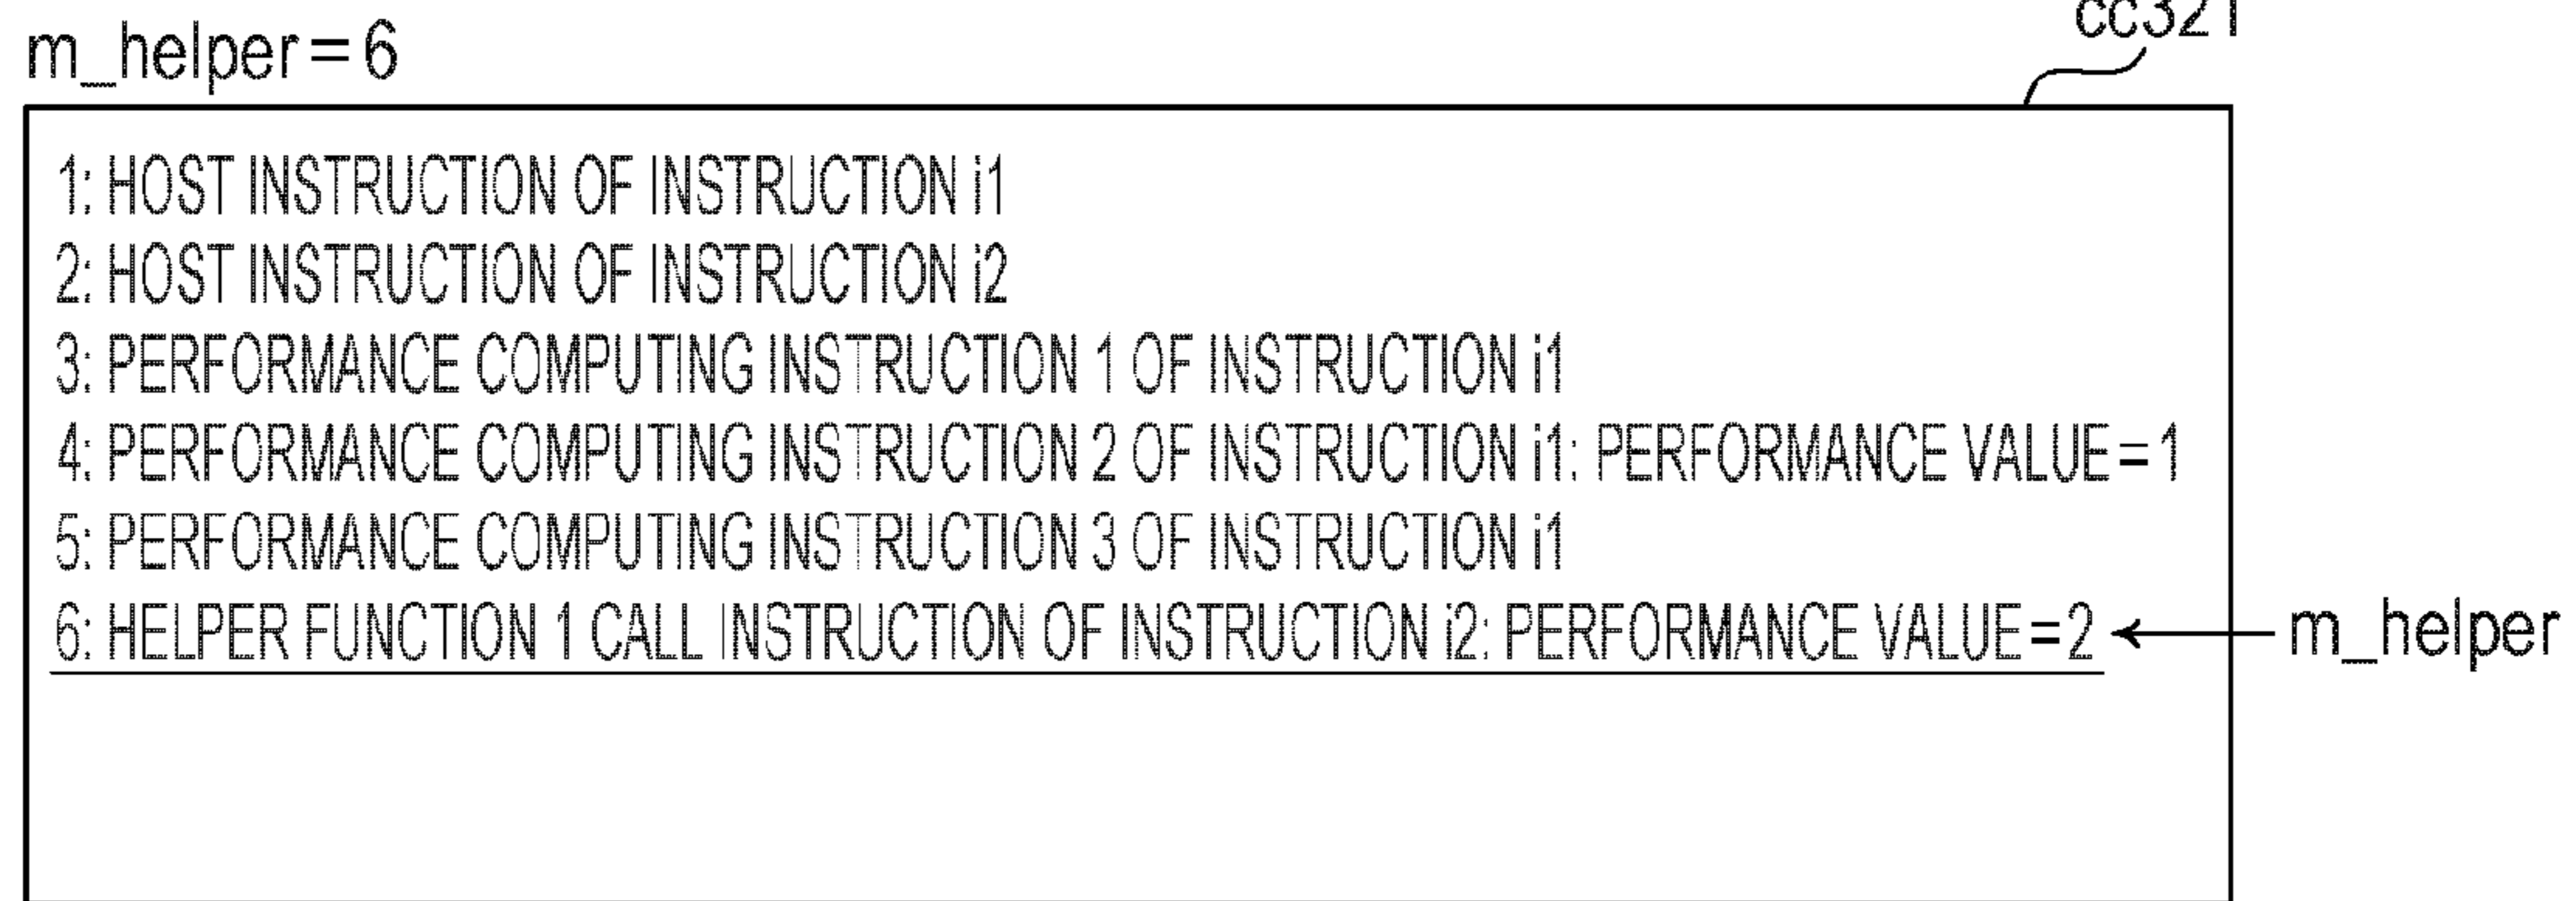 cc321
m_helper=6
1: HOST INSTRUCTION OF INSTRUCTION i1
2: HOST INSTRUCTION OF INSTRUCTION i2
3: PERFORMANCE COMPUTING INSTRUCTION 1 OF INSTRUCTION i1
4: PERFORMANCE COMPUTING INSTRUCTION 2 OF INSTRUCTION i1: PERFORMANCE VALUE=1
5: PERFORMANCE COMPUTING INSTRUCTION 3 OF INSTRUCTION i1
6: HELPER FUNCTION 1 CALL INSTRUCTION OF INSTRUCTION i2: PERFORMANCE VALUE=2
m_helper